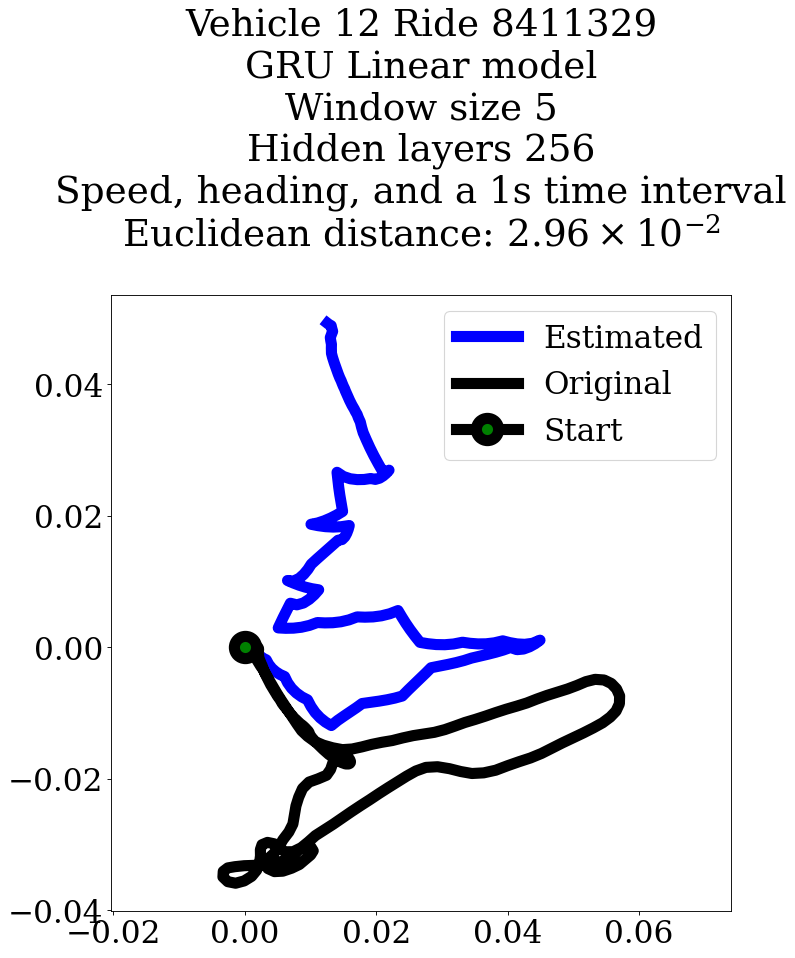 Vehicle 12 Ride 8411329
GRU Linear model
Window size 5
Hidden layers 256
Speed, heading, and a 1s time interval
Euclidean distance: 2.96 × 10⁻²
Estimated
Original
Start
0.04
0.02
0.00
−0.02
−0.04
−0.02 0.00 0.02 0.04 0.06